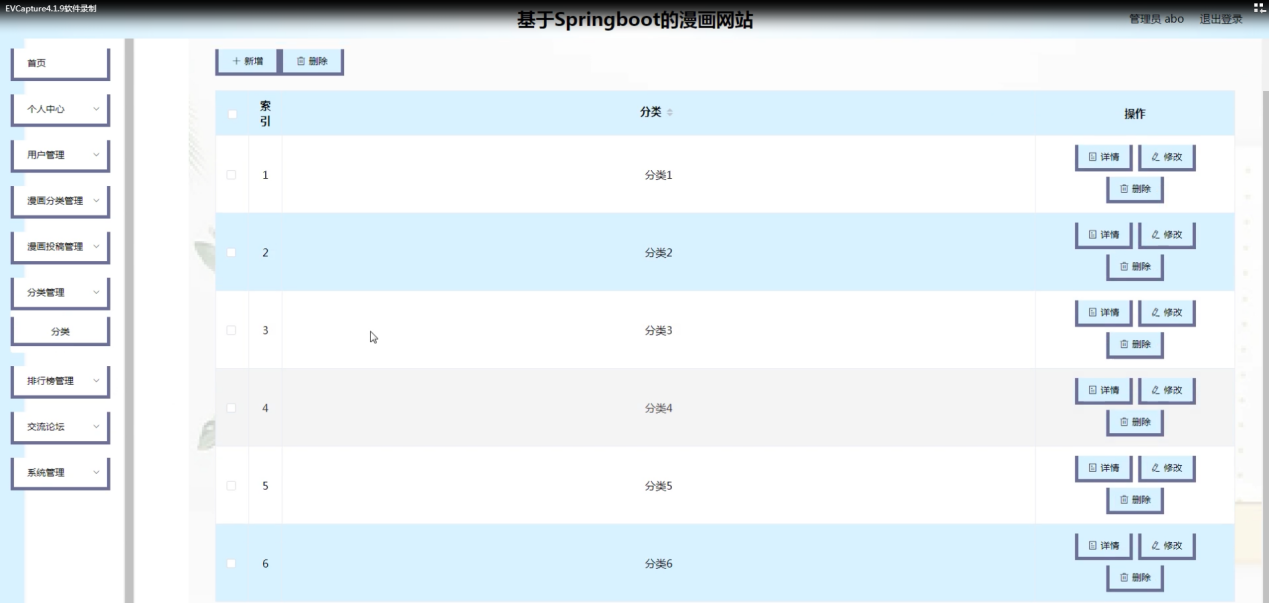 EVCapture4.1.9软件录制
基于Springboot的漫画网站
管理员 abo 退出登录
首页
个人中心
用户管理
漫画分类管理
漫画投稿管理
分类管理
分类
排行榜管理
交流论坛
系统管理
新增 删除
索引 分类 操作
1 分类1 详情 修改
删除
2 分类2 详情 修改
删除
3 分类3 详情 修改
删除
4 分类4 详情 修改
删除
5 分类5 详情 修改
删除
6 分类6 详情 修改
删除